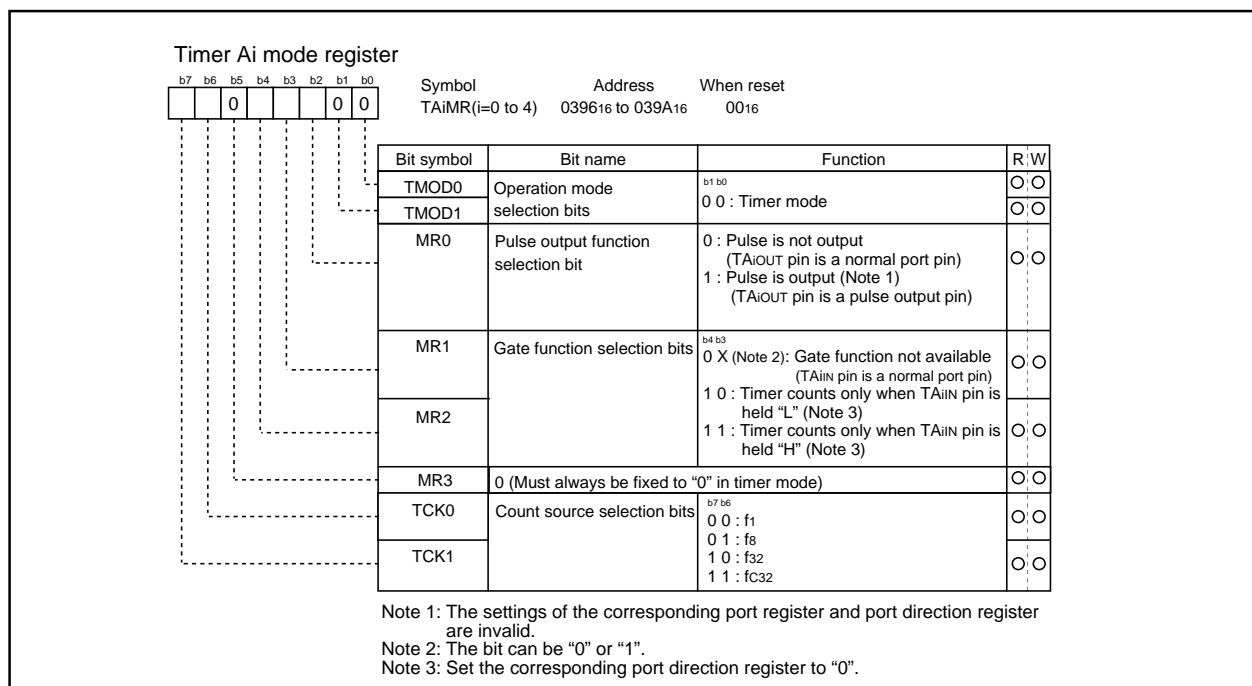 Timer Ai mode register
b7 b6 b5 b4 b3 b2 b1 b0
0 0 0
Symbol Address When reset
TAiMR(i=0 to 4) 039616 to 039A16 0016
Bit symbol Bit name Function R W
TMOD0 Operation mode selection bits b1 b0
TMOD1 0 0 : Timer mode
MR0 Pulse output function selection bit 0 : Pulse is not output
(TAiOUT pin is a normal port pin)
1 : Pulse is output (Note 1)
(TAiOUT pin is a pulse output pin)
MR1 Gate function selection bits b4 b3
0 X (Note 2): Gate function not available
(TAiIN pin is a normal port pin)
1 0 : Timer counts only when TAiIN pin is
held “L” (Note 3)
MR2 1 1 : Timer counts only when TAiIN pin is
held “H” (Note 3)
MR3 0 (Must always be fixed to “0” in timer mode)
TCK0 Count source selection bits b7 b6
0 0 : f1
0 1 : f8
TCK1 1 0 : f32
1 1 : fC32
Note 1: The settings of the corresponding port register and port direction register
are invalid.
Note 2: The bit can be “0” or “1”.
Note 3: Set the corresponding port direction register to “0”.